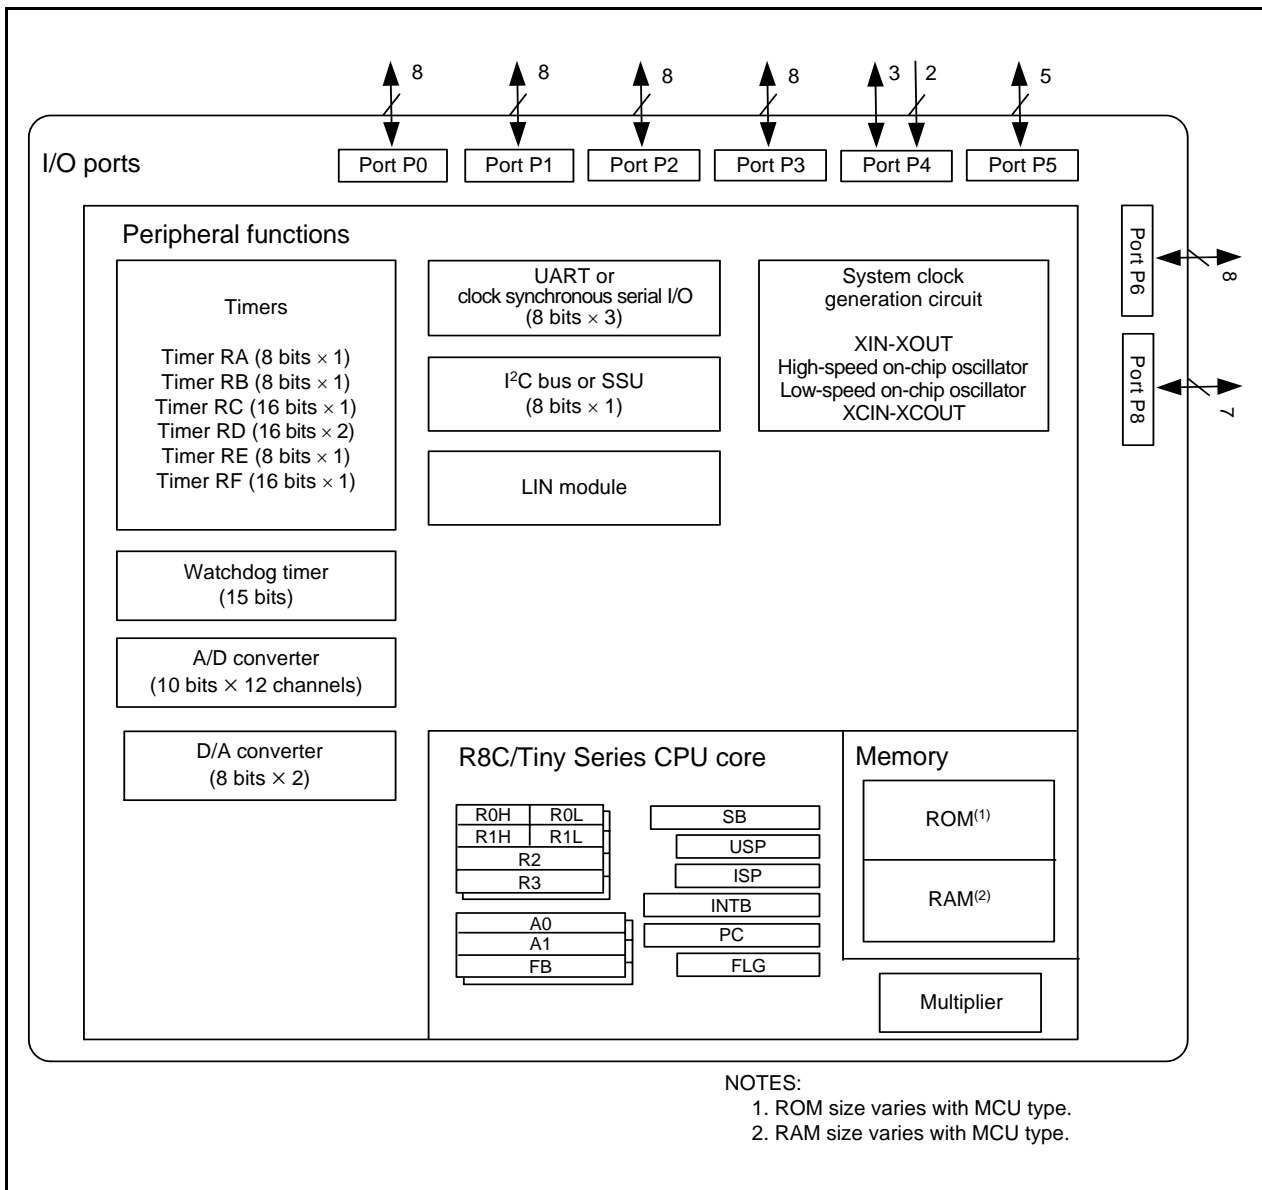 8
8
8
8
3
2
5
I/O ports
Port P0
Port P1
Port P2
Port P3
Port P4
Port P5
Port P6
8
Port P8
7
Peripheral functions
Timers
Timer RA (8 bits × 1)
Timer RB (8 bits × 1)
Timer RC (16 bits × 1)
Timer RD (16 bits × 2)
Timer RE (8 bits × 1)
Timer RF (16 bits × 1)
UART or
clock synchronous serial I/O
(8 bits × 3)
I²C bus or SSU
(8 bits × 1)
LIN module
System clock
generation circuit
XIN-XOUT
High-speed on-chip oscillator
Low-speed on-chip oscillator
XCIN-XCOUT
Watchdog timer
(15 bits)
A/D converter
(10 bits × 12 channels)
D/A converter
(8 bits × 2)
R8C/Tiny Series CPU core
R0H
R0L
R1H
R1L
R2
R3
A0
A1
FB
SB
USP
ISP
INTB
PC
FLG
Memory
ROM(1)
RAM(2)
Multiplier
NOTES:
1. ROM size varies with MCU type.
2. RAM size varies with MCU type.